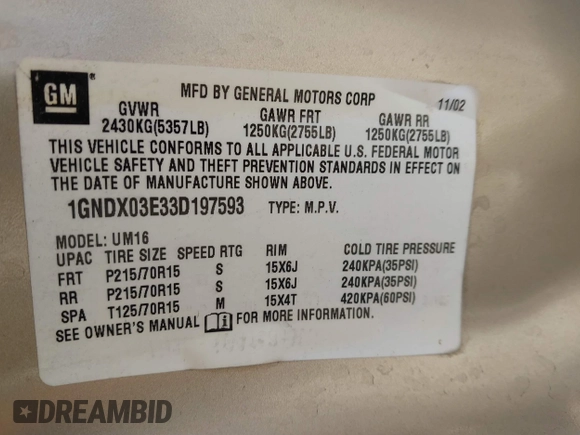 GM ®
MFD BY GENERAL MOTORS CORP 11/02
GVWR GAWR FRT GAWR RR
2430KG(5357LB) 1250KG(2755LB) 1250KG(2755LB)
THIS VEHICLE CONFORMS TO ALL APPLICABLE U.S. FEDERAL MOTOR
VEHICLE SAFETY AND THEFT PREVENTION STANDARDS IN EFFECT ON
THE DATE OF MANUFACTURE SHOWN ABOVE.
1GNDX03E33D197593 TYPE: M.P.V.
MODEL: UM16
UPAC TIRE SIZE SPEED RTG RIM COLD TIRE PRESSURE
FRT P215/70R15 S 15X6J 240KPA(35PSI)
RR P215/70R15 S 15X6J 240KPA(35PSI)
SPA T125/70R15 M 15X4T 420KPA(60PSI)
SEE OWNER'S MANUAL FOR MORE INFORMATION
DREAMBID